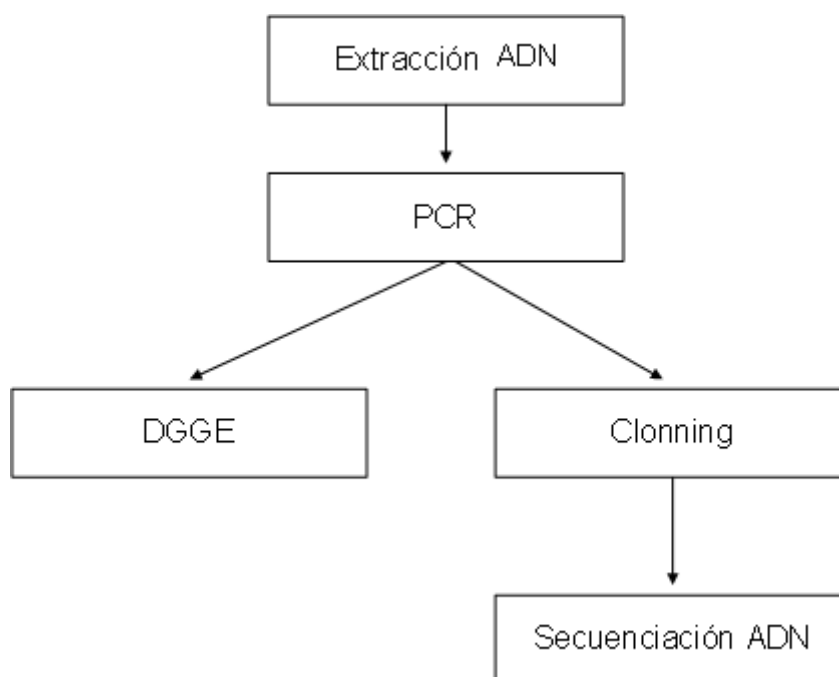 Extracción ADN
PCR
DGGE
Clonning
Secuenciación ADN